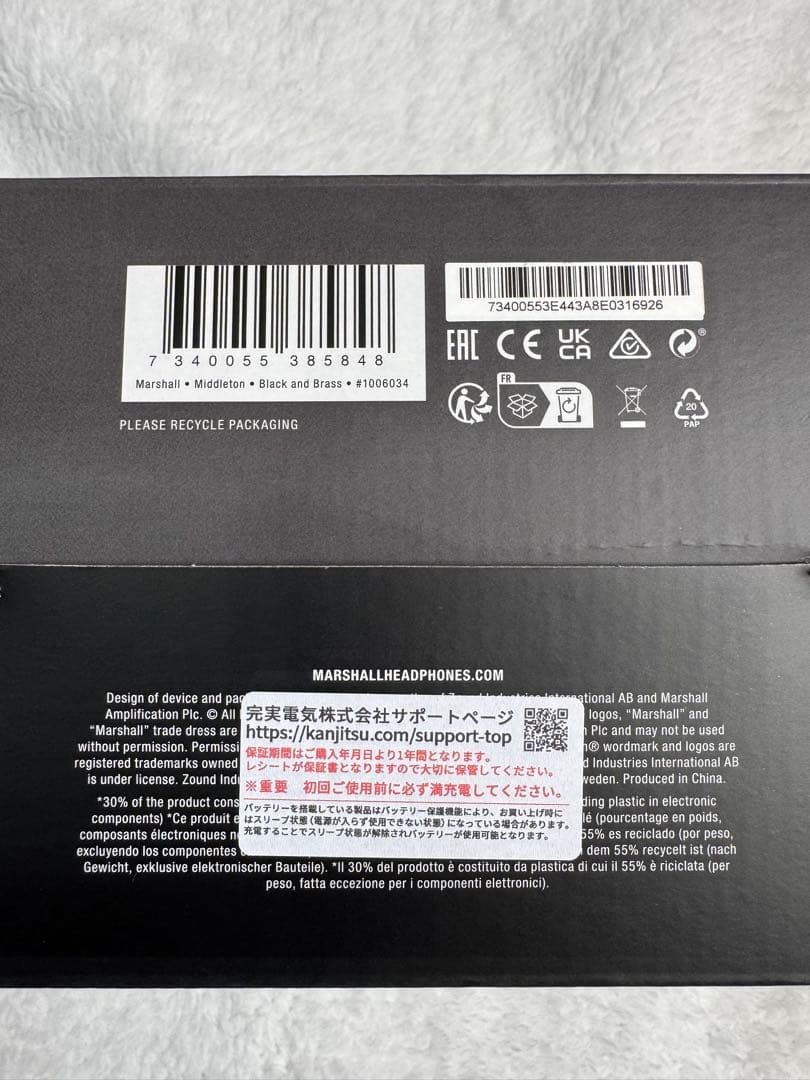 7 340055 385848
Marshall • Middleton • Black and Brass • #1006034
PLEASE RECYCLE PACKAGING
73400553E443A8E0316926
EAC CE UK CA
FR
20
PAP
MARSHALLHEADPHONES.COM
Design of device and International AB and Marshall
Amplification Plc. © All logos, “Marshall” and
“Marshall” trade dress are Plc and may not be used
without permission. wordmark and logos are
registered trademarks owned Industries International AB
is under license. Zound Produced in China.
*30% of the product plastic in electronic
components) *Ce produit (pourcentage en poids,
composants électroniques 55% es reciclado (por peso,
excluyendo los componentes dem 55% recycelt ist (nach
Gewicht, exklusive elektronischer Bauteile). *Il 30% del prodotto è costituito da plastica di cui il 55% è riciclata (per
peso, fatta eccezione per i componenti elettronici).
完実電気株式会社サポートページ
https://kanjitsu.com/support-top
保証期間はご購入年月日より1年間となります。
レシートが保証書となりますので大切に保管してください。
※重要 初回ご使用前に必ず満充電してください。
バッテリーを搭載している製品はバッテリー保護機能により、お買い上げ時に
はスリープ状態(電源が入らず使用できない状態)になっている場合があります。
充電することでスリープ状態が解除されバッテリーが使用可能となります。